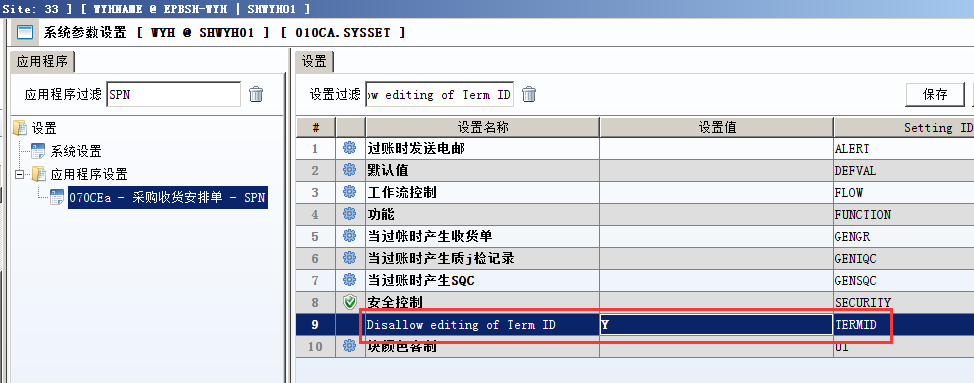 Site: 33 ] [ WYHNAME @ EPBSH-WYH | SHWYH01 ]
系统参数设置 [ WYH @ SHWYH01 ] [ 010CA.SYSSET ]
应用程序
应用程序过滤 SPN
设置
系统设置
应用程序设置
070CEa - 采购收货安排单 - SPN
设置
设置过滤 ow editing of Term ID
保存
# 设置名称 设置值 Setting ID
1 过账时发送电邮 ALERT
2 默认值 DEFVAL
3 工作流控制 FLOW
4 功能 FUNCTION
5 当过帐时产生收货单 GENGR
6 当过账时产生质j检记录 GENIQC
7 当过账时产生SQC GENSQC
8 安全控制 SECURITY
9 Disallow editing of Term ID Y TERMID
10 块颜色客制 UI